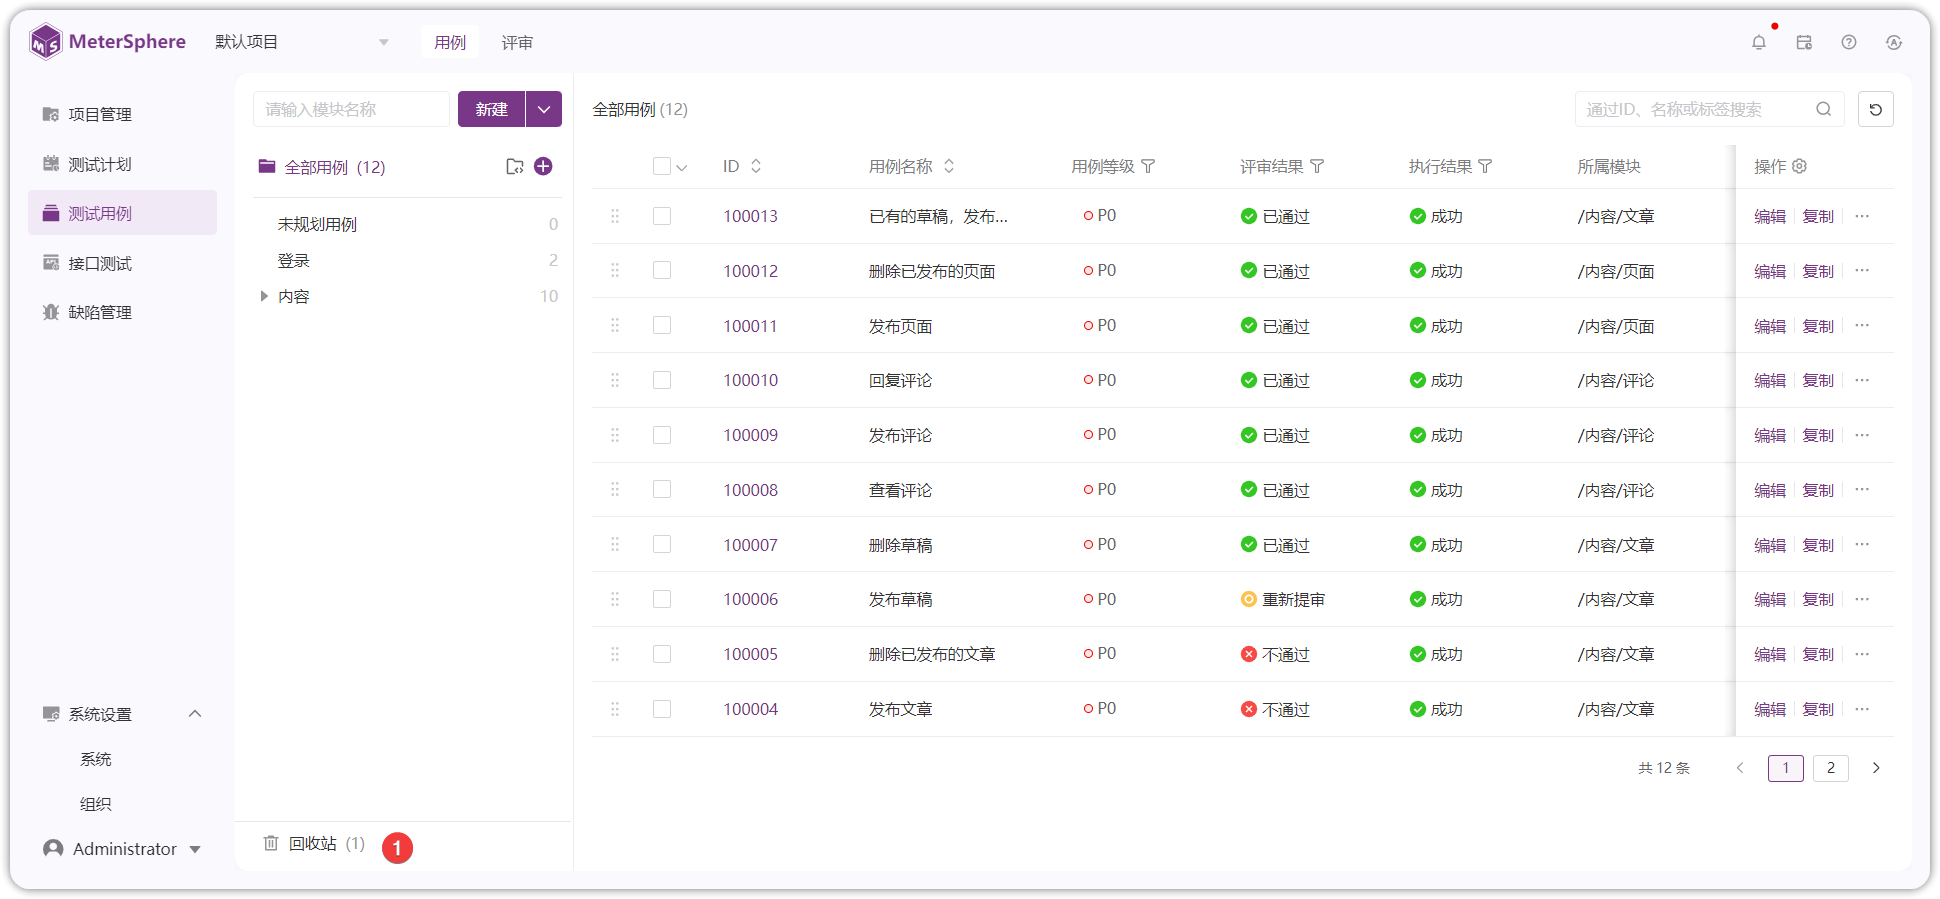 MeterSphere 默认项目 用例 评审
项目管理
测试计划
测试用例
接口测试
缺陷管理
系统设置
系统
组织
Administrator
请输入模块名称 新建
全部用例 (12)
未规划用例 0
登录 2
内容 10
回收站 (1) 1
全部用例 (12) 通过ID、名称或标签搜索
ID 用例名称 用例等级 评审结果 执行结果 所属模块 操作
100013 已有的草稿，发布... P0 已通过 成功 /内容/文章 编辑 复制 ···
100012 删除已发布的页面 P0 已通过 成功 /内容/页面 编辑 复制 ···
100011 发布页面 P0 已通过 成功 /内容/页面 编辑 复制 ···
100010 回复评论 P0 已通过 成功 /内容/评论 编辑 复制 ···
100009 发布评论 P0 已通过 成功 /内容/评论 编辑 复制 ···
100008 查看评论 P0 已通过 成功 /内容/评论 编辑 复制 ···
100007 删除草稿 P0 已通过 成功 /内容/文章 编辑 复制 ···
100006 发布草稿 P0 重新提审 成功 /内容/文章 编辑 复制 ···
100005 删除已发布的文章 P0 不通过 成功 /内容/文章 编辑 复制 ···
100004 发布文章 P0 不通过 成功 /内容/文章 编辑 复制 ···
共 12 条 1 2